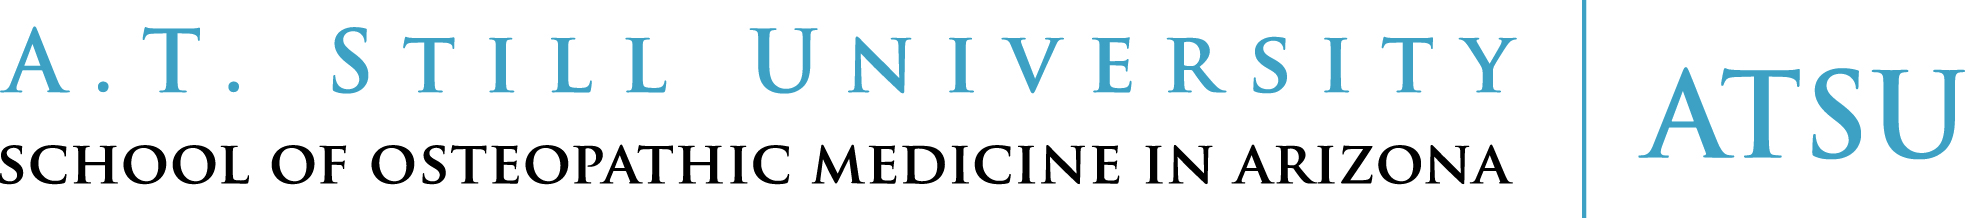 A.T. STILL UNIVERSITY
SCHOOL OF OSTEOPATHIC MEDICINE IN ARIZONA
ATSU